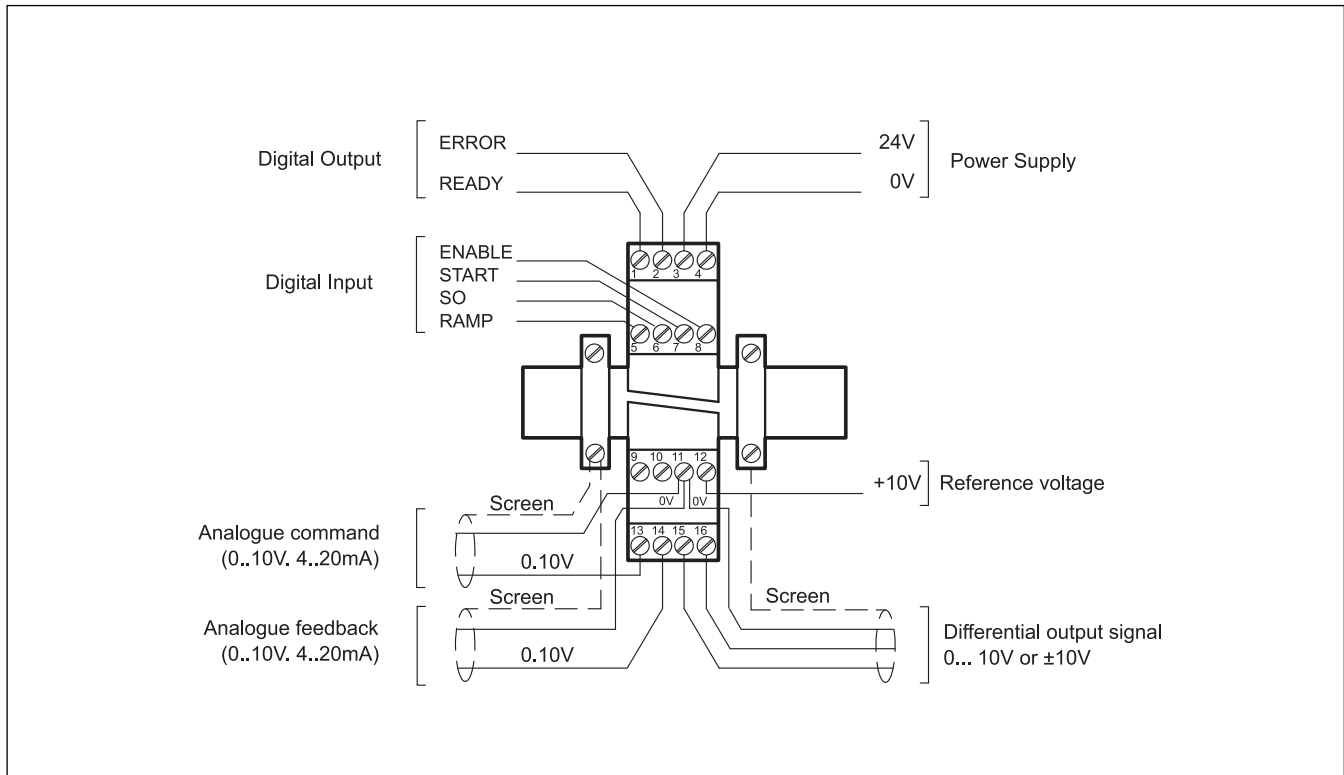 Digital Output
ERROR
READY
24V
0V
Power Supply
Digital Input
ENABLE
START
SO
RAMP
1 2 3 4
5 6 7 8
9 10 11 12
0V 0V
+10V
Reference voltage
13 14 15 16
Screen
Analogue command
(0..10V. 4..20mA)
0.10V
Screen
Analogue feedback
(0..10V. 4..20mA)
0.10V
Screen
Differential output signal
0... 10V or ±10V